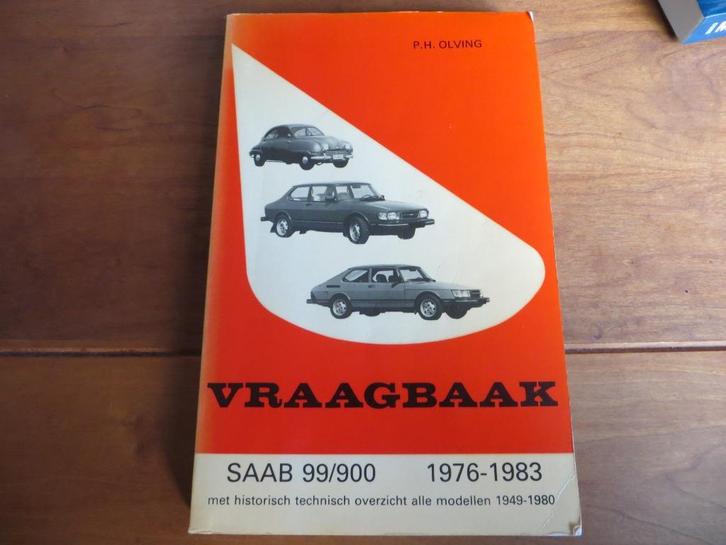 P.H. OLVING
VRAAGBAAK
SAAB 99/900 1976-1983
met historisch technisch overzicht alle modellen 1949-1980